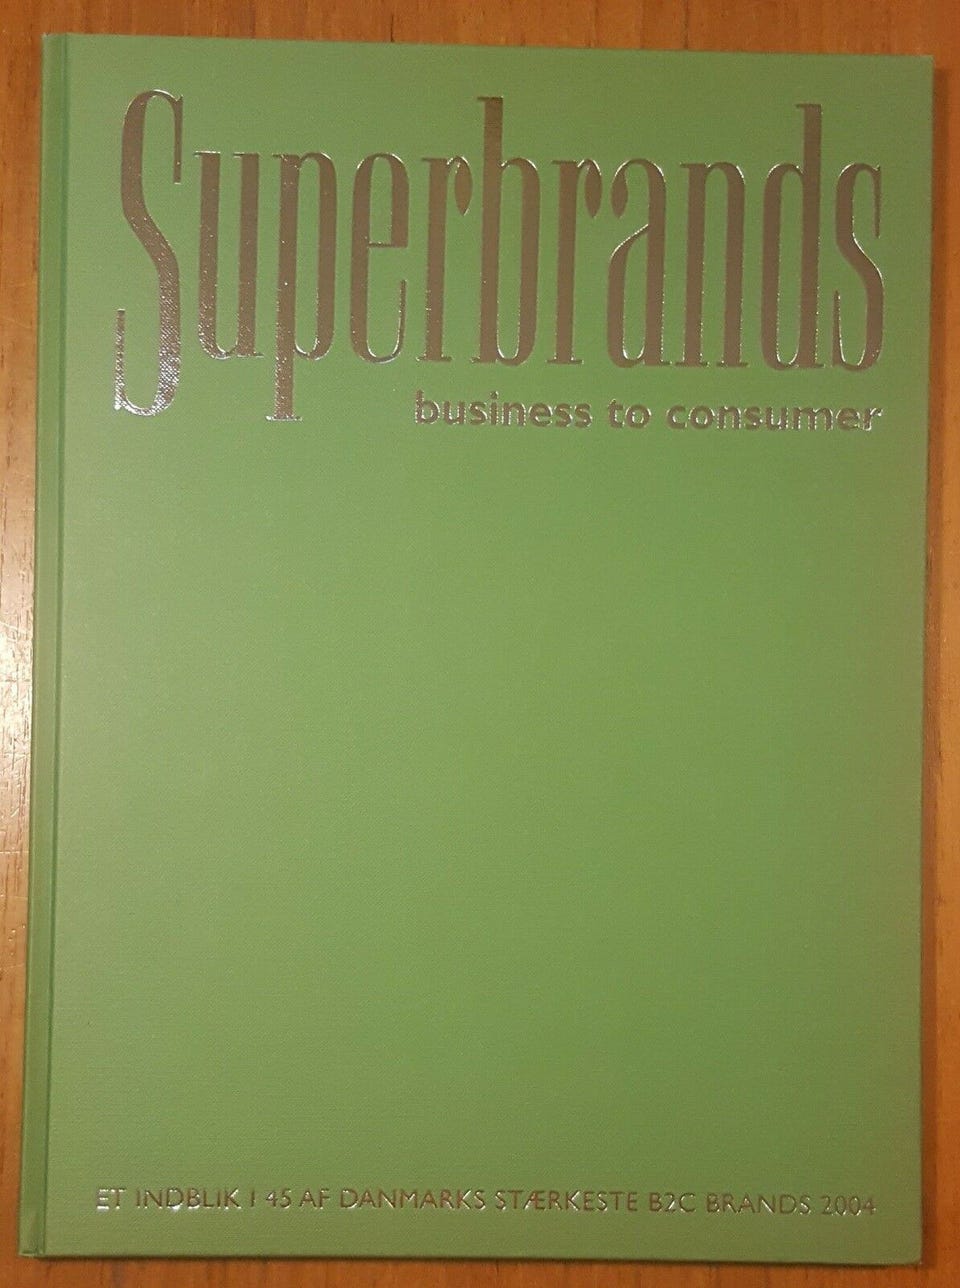 Superbrands
business to consumer
ET INDBLIK I 45 AF DANMARKS STÆRKESTE B2C BRANDS 2004